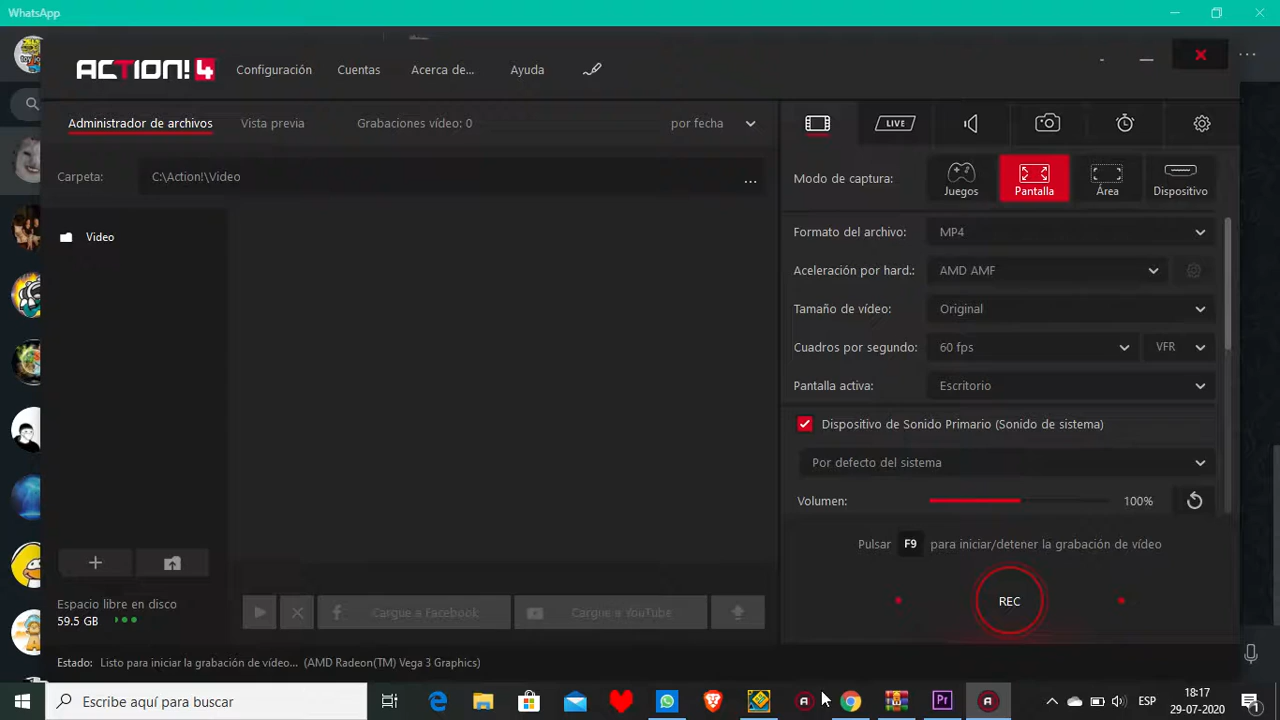 WhatsApp
ACTION! 4 Configuración Cuentas Acerca de... Ayuda
Administrador de archivos Vista previa Grabaciones vídeo: 0 por fecha
LIVE
Carpeta: C:\Action!\Video ...
Modo de captura: Juegos Pantalla Área Dispositivo
Video
Formato del archivo: MP4
Aceleración por hard.: AMD AMF
Tamaño de vídeo: Original
Cuadros por segundo: 60 fps VFR
Pantalla activa: Escritorio
Dispositivo de Sonido Primario (Sonido de sistema)
Por defecto del sistema
Volumen: 100%
Pulsar F9 para iniciar/detener la grabación de vídeo
REC
Espacio libre en disco
59.5 GB
Cargue a Facebook Cargue a YouTube
Estado: Listo para iniciar la grabación de vídeo... (AMD Radeon(TM) Vega 3 Graphics)
Escribe aquí para buscar
Pr
ESP
18:17
29-07-2020
1